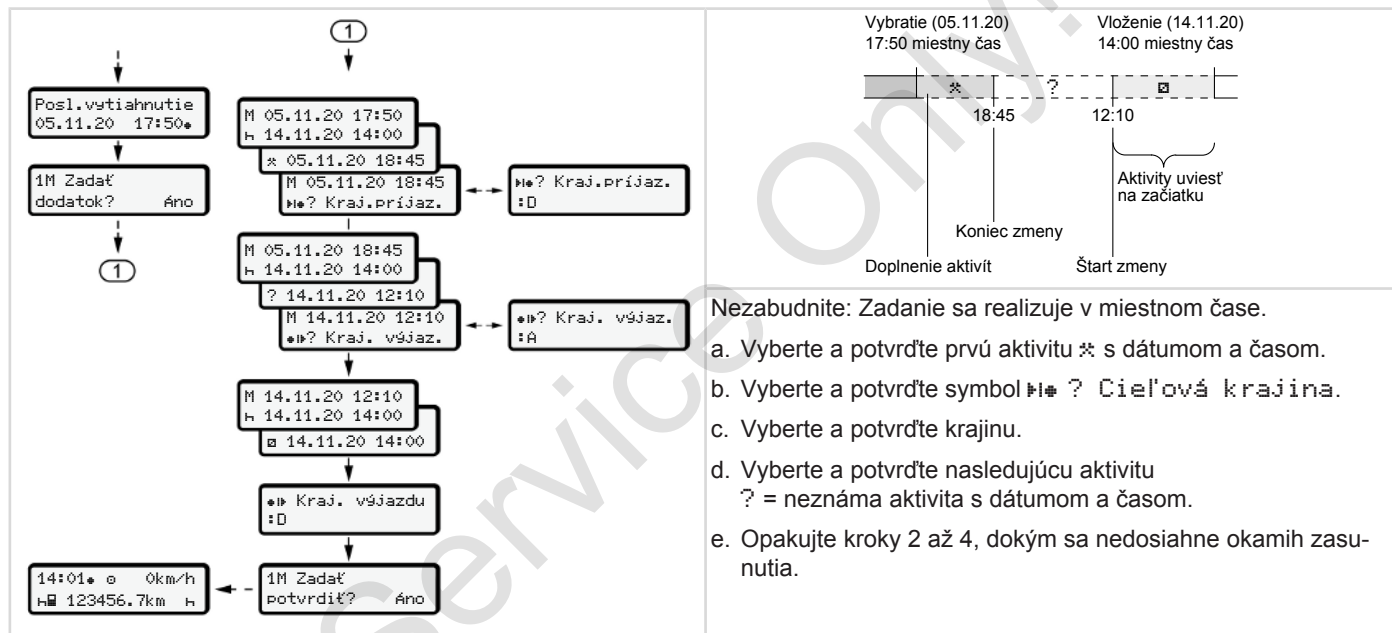 Posl.vytiahnutie
05.11.20 17:50●
1M Zadať
dodatok? Áno
1
1
M 05.11.20 17:50
h 14.11.20 14:00
05.11.20 18:45
M 05.11.20 18:45
? Kraj.príjaz.
? Kraj.príjaz.
:D
M 05.11.20 18:45
h 14.11.20 14:00
? 14.11.20 12:10
M 14.11.20 12:10
? Kraj. výjaz.
? Kraj. výjaz.
:A
M 14.11.20 12:10
h 14.11.20 14:00
14.11.20 14:00
Kraj. výjazdu
:D
1M Zadať
potvrdiť? Áno
14:01● 0km/h
h 123456.7km h
Vybratie (05.11.20)
17:50 miestny čas
Vloženie (14.11.20)
14:00 miestny čas
?
18:45
12:10
Aktivity uviesť
na začiatku
Koniec zmeny
Doplnenie aktivít
Štart zmeny
Nezabudnite: Zadanie sa realizuje v miestnom čase.
a. Vyberte a potvrďte prvú aktivitu s dátumom a časom.
b. Vyberte a potvrďte symbol ? Cieľová krajina.
c. Vyberte a potvrďte krajinu.
d. Vyberte a potvrďte nasledujúcu aktivitu
? = neznáma aktivita s dátumom a časom.
e. Opakujte kroky 2 až 4, dokým sa nedosiahne okamih zasu-
nutia.
Service Only!